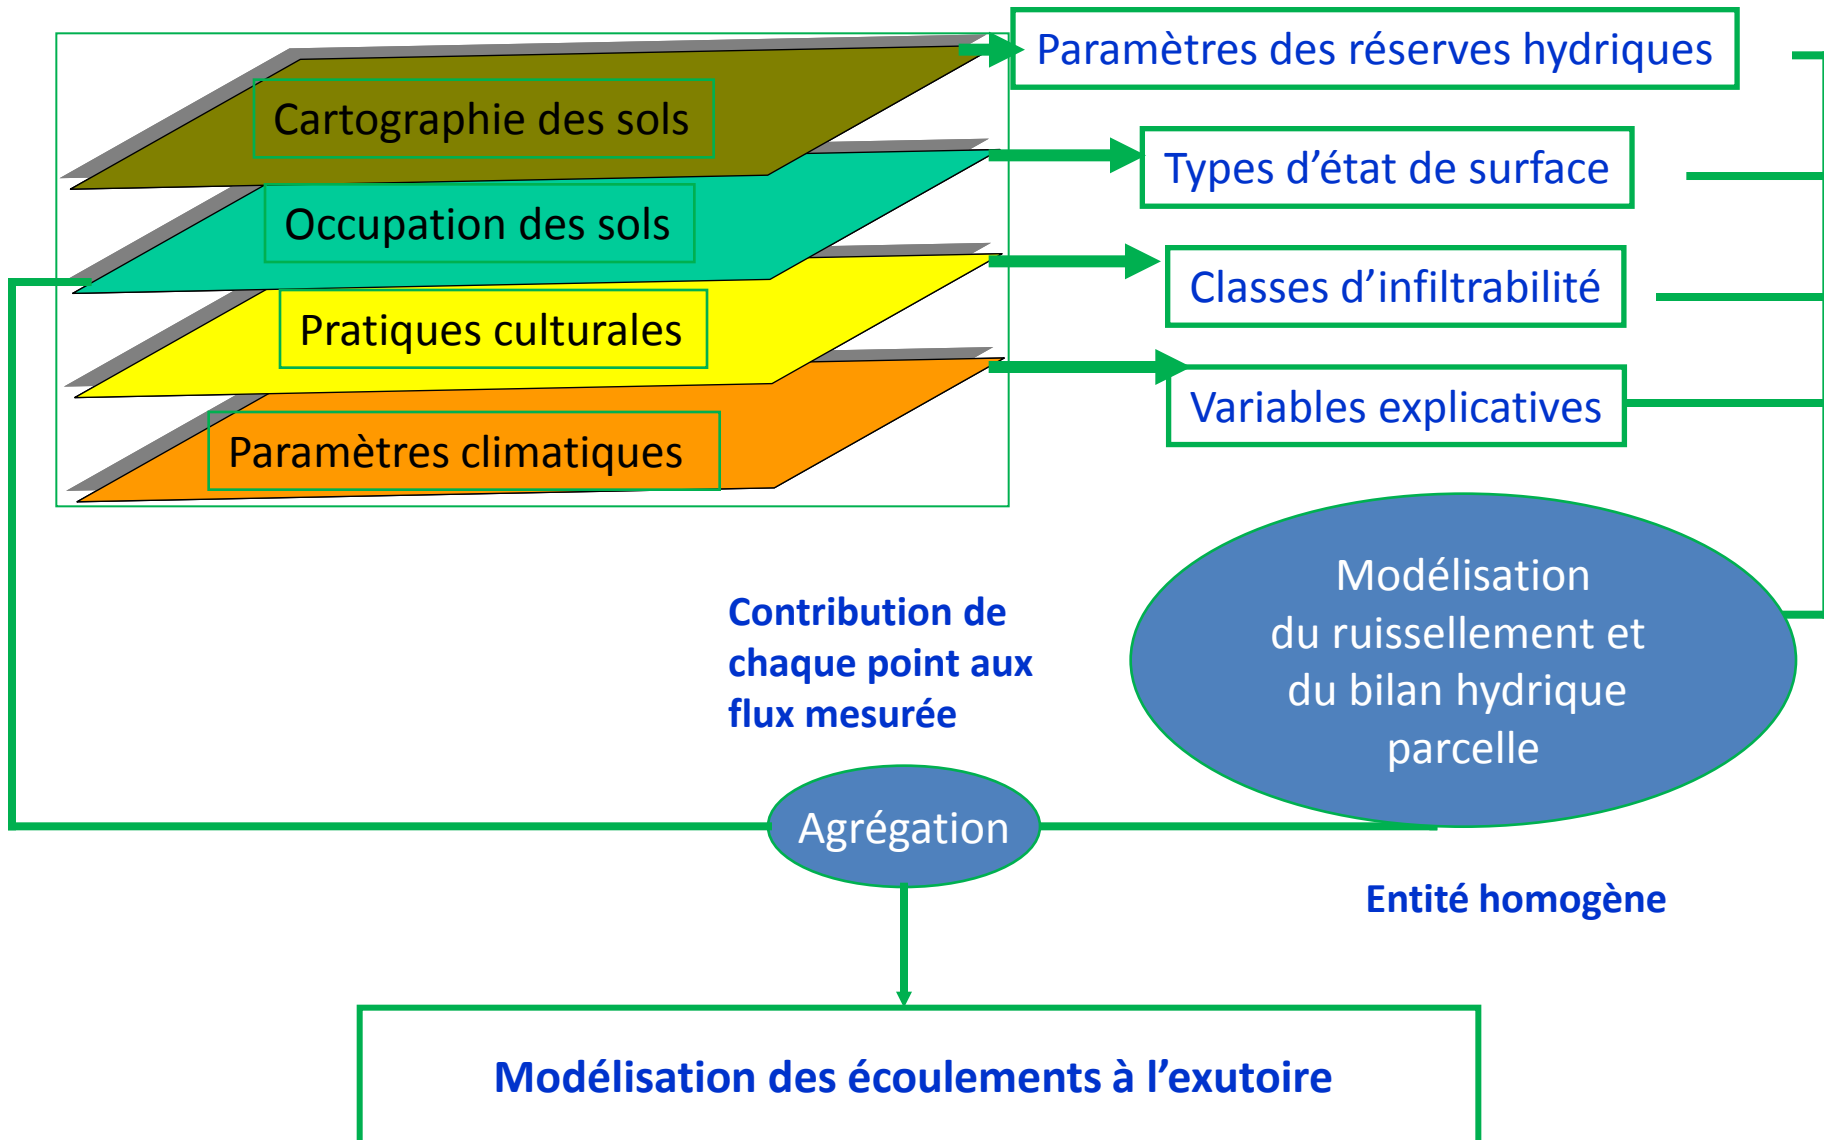 Cartographie des sols
Occupation des sols
Pratiques culturales
Paramètres climatiques
Paramètres des réserves hydriques
Types d’état de surface
Classes d’infiltrabilité
Variables explicatives
Modélisation
du ruissellement et
du bilan hydrique
parcelle
Contribution de
chaque point aux
flux mesurée
Agrégation
Entité homogène
Modélisation des écoulements à l’exutoire